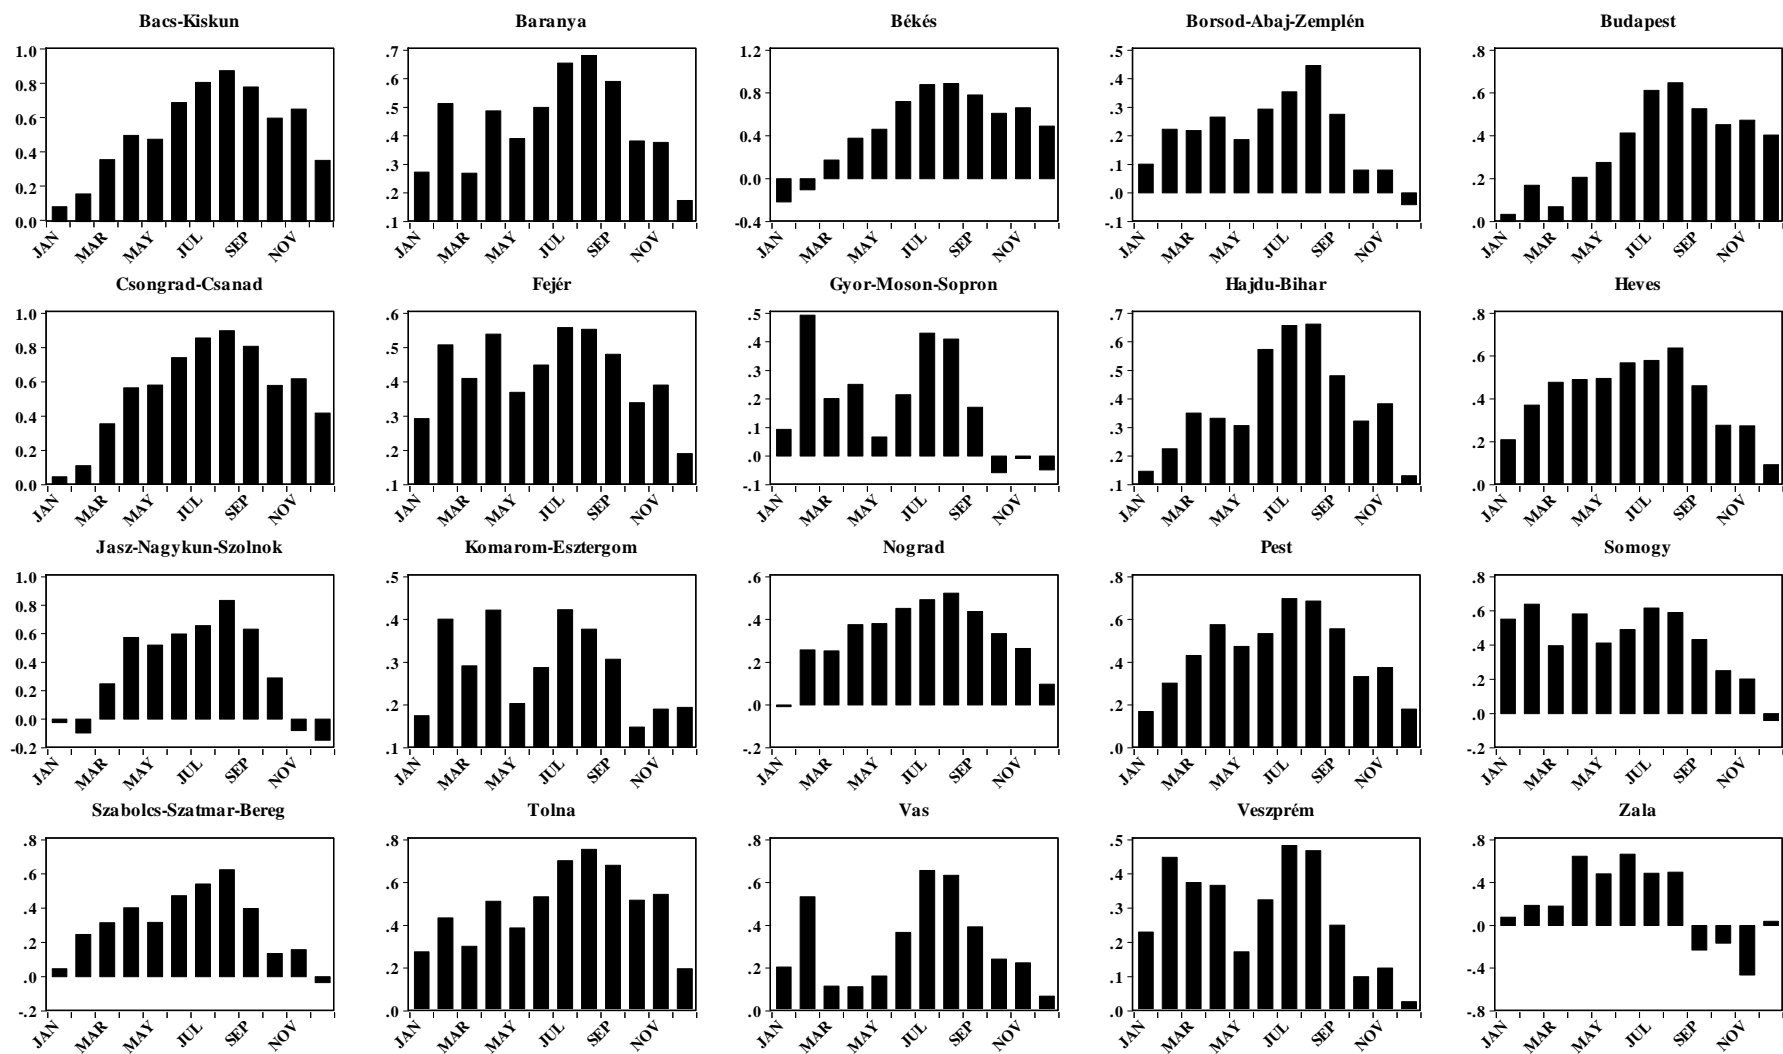 Bacs-Kiskun Baranya Békés Borsod-Abaj-Zemplén Budapest
1.0 .7 1.2 .5 .8
0.8 .6 0.8 .4 .6
0.6 .5 0.4 .3 .4
0.4 .4 0.0 .2 .2
0.2 .3 -0.4 .1 .0
0.0 .2 .0
.1 -.1
JAN MAR MAY JUL SEP NOV JAN MAR MAY JUL SEP NOV JAN MAR MAY JUL SEP NOV JAN MAR MAY JUL SEP NOV JAN MAR MAY JUL SEP NOV
Csongrad-Csanad Fejér Gyor-Moson-Sopron Hajdu-Bihar Heves
1.0 .6 .5 .7 .8
0.8 .5 .4 .6 .6
0.6 .4 .3 .5 .4
0.4 .3 .2 .4 .2
0.2 .2 .1 .3 .0
0.0 .1 .0 .2
-.1 .1
JAN MAR MAY JUL SEP NOV JAN MAR MAY JUL SEP NOV JAN MAR MAY JUL SEP NOV JAN MAR MAY JUL SEP NOV JAN MAR MAY JUL SEP NOV
Jasz-Nagykun-Szolnok Komarom-Esztergom Nograd Pest Somogy
1.0 .5 .6 .8 .8
0.8 .4 .4 .6 .6
0.6 .3 .2 .4 .4
0.4 .2 .0 .2 .2
0.2 .1 -.2 .0 .0
0.0 -.2
-0.2
JAN MAR MAY JUL SEP NOV JAN MAR MAY JUL SEP NOV JAN MAR MAY JUL SEP NOV JAN MAR MAY JUL SEP NOV JAN MAR MAY JUL SEP NOV
Szabolcs-Szatmar-Bereg Tolna Vas Veszprém Zala
.8 .8 .8 .5 .8
.6 .6 .6 .4 .4
.4 .4 .4 .3 .0
.2 .2 .2 .2 -.4
.0 .0 .0 .1 -.8
-.2 .0
JAN MAR MAY JUL SEP NOV JAN MAR MAY JUL SEP NOV JAN MAR MAY JUL SEP NOV JAN MAR MAY JUL SEP NOV JAN MAR MAY JUL SEP NOV